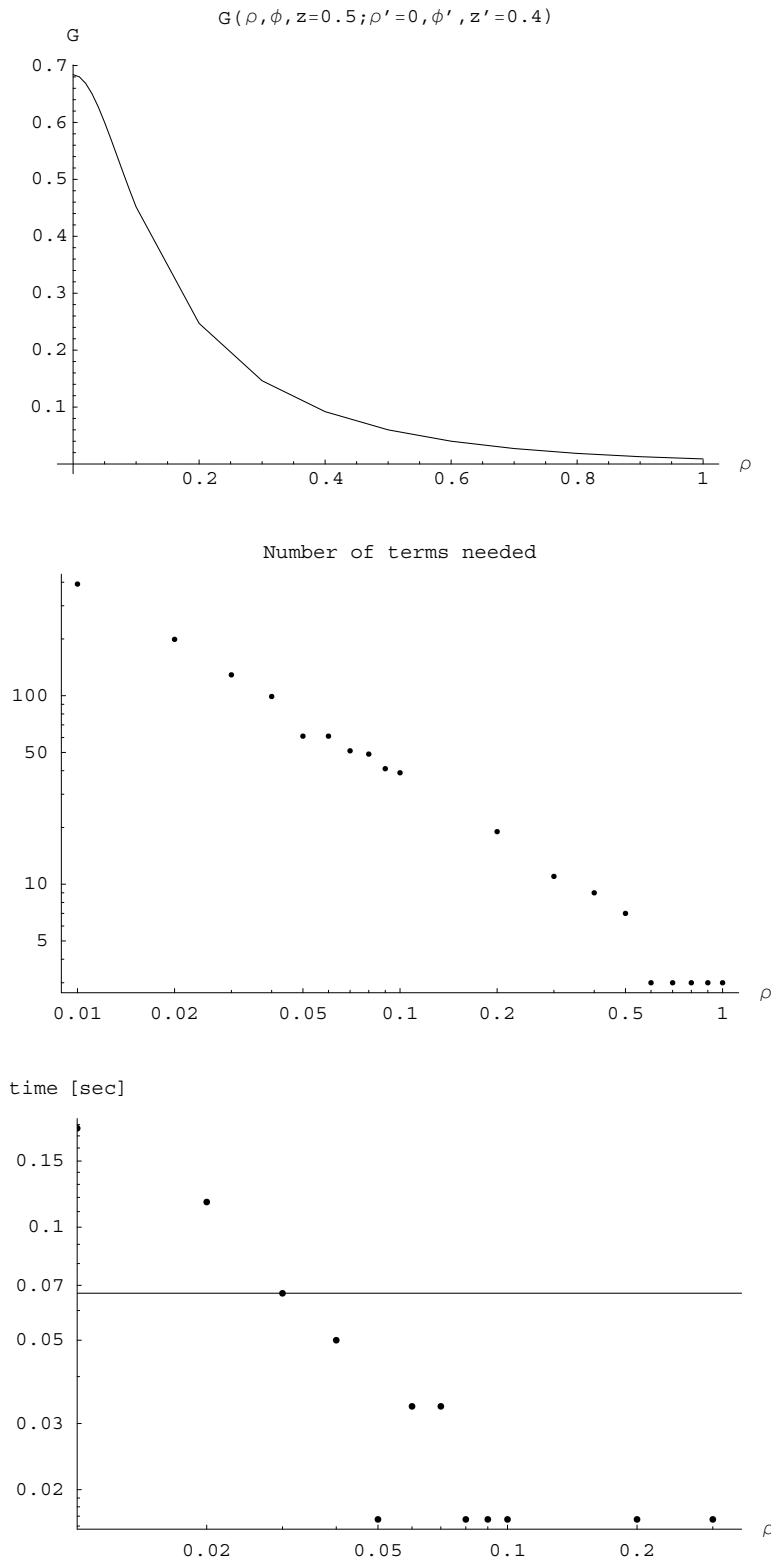 G(ρ,ϕ,z=0.5;ρ′=0,ϕ′,z′=0.4)
G
0.7
0.6
0.5
0.4
0.3
0.2
0.1
0.2 0.4 0.6 0.8 1 ρ
Number of terms needed
100
50
10
5
0.01 0.02 0.05 0.1 0.2 0.5 1 ρ
time [sec]
0.15
0.1
0.07
0.05
0.03
0.02
0.02 0.05 0.1 0.2 ρ